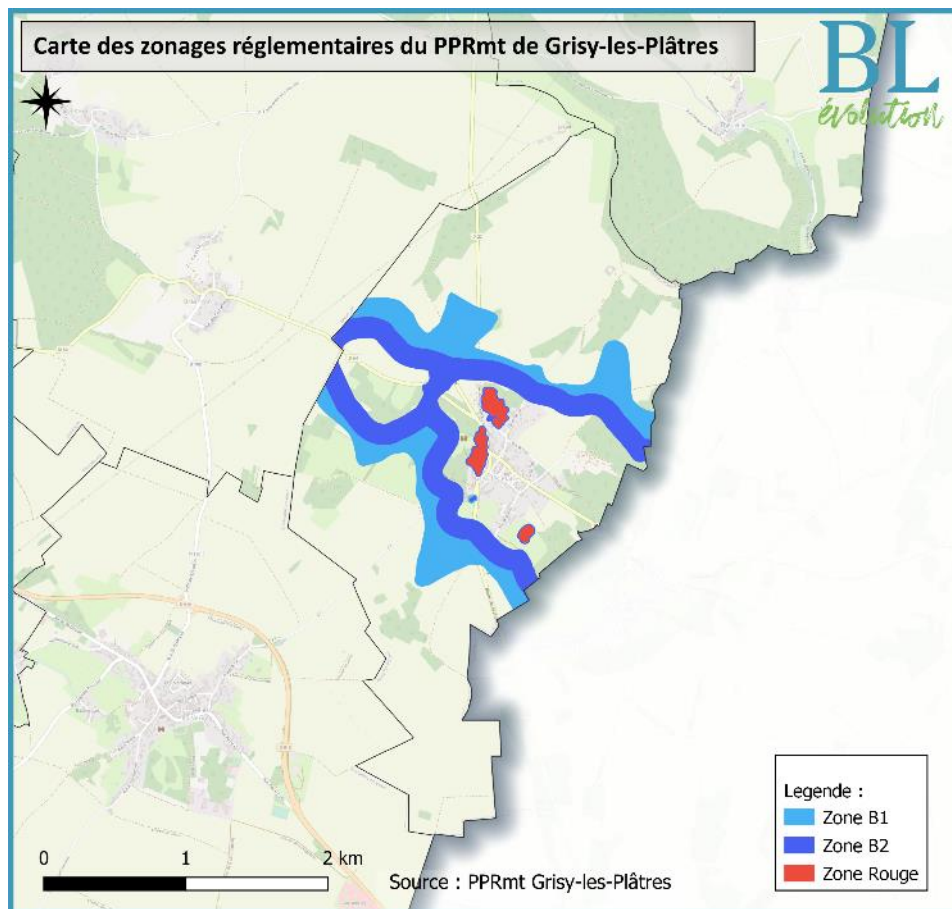 Carte des zonages réglementaires du PPRmt de Grisy-les-Plâtres
BL
évolution
Legende :
Zone B1
Zone B2
Zone Rouge
0 1 2 km
Source : PPRmt Grisy-les-Plâtres